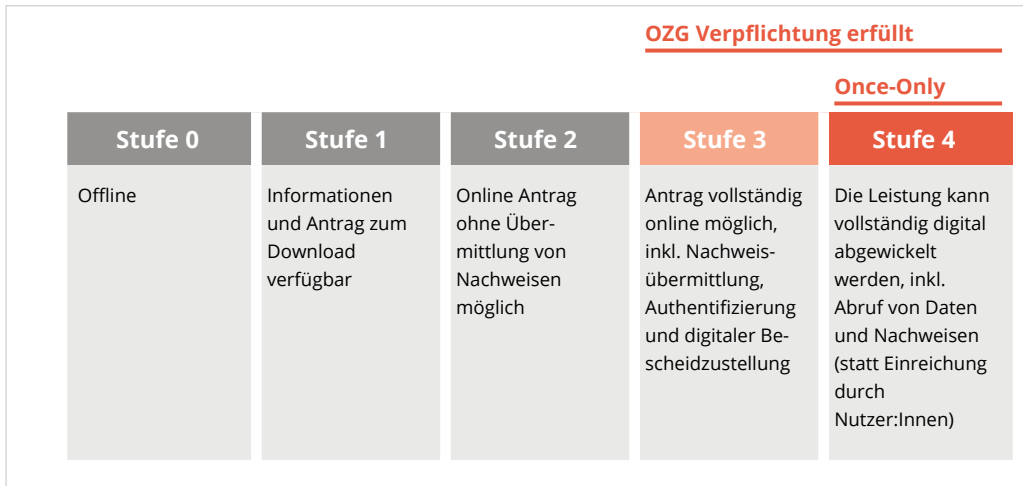 OZG Verpflichtung erfüllt
Once-Only
Stufe 0
Offline
Stufe 1
Informationen
und Antrag zum
Download
verfügbar
Stufe 2
Online Antrag
ohne Über-
mittlung von
Nachweisen
möglich
Stufe 3
Antrag vollständig
online möglich,
inkl. Nachweis-
übermittlung,
Authentifizierung
und digitaler Be-
scheidzustellung
Stufe 4
Die Leistung kann
vollständig digital
abgewickelt
werden, inkl.
Abruf von Daten
und Nachweisen
(statt Einreichung
durch
Nutzer:Innen)